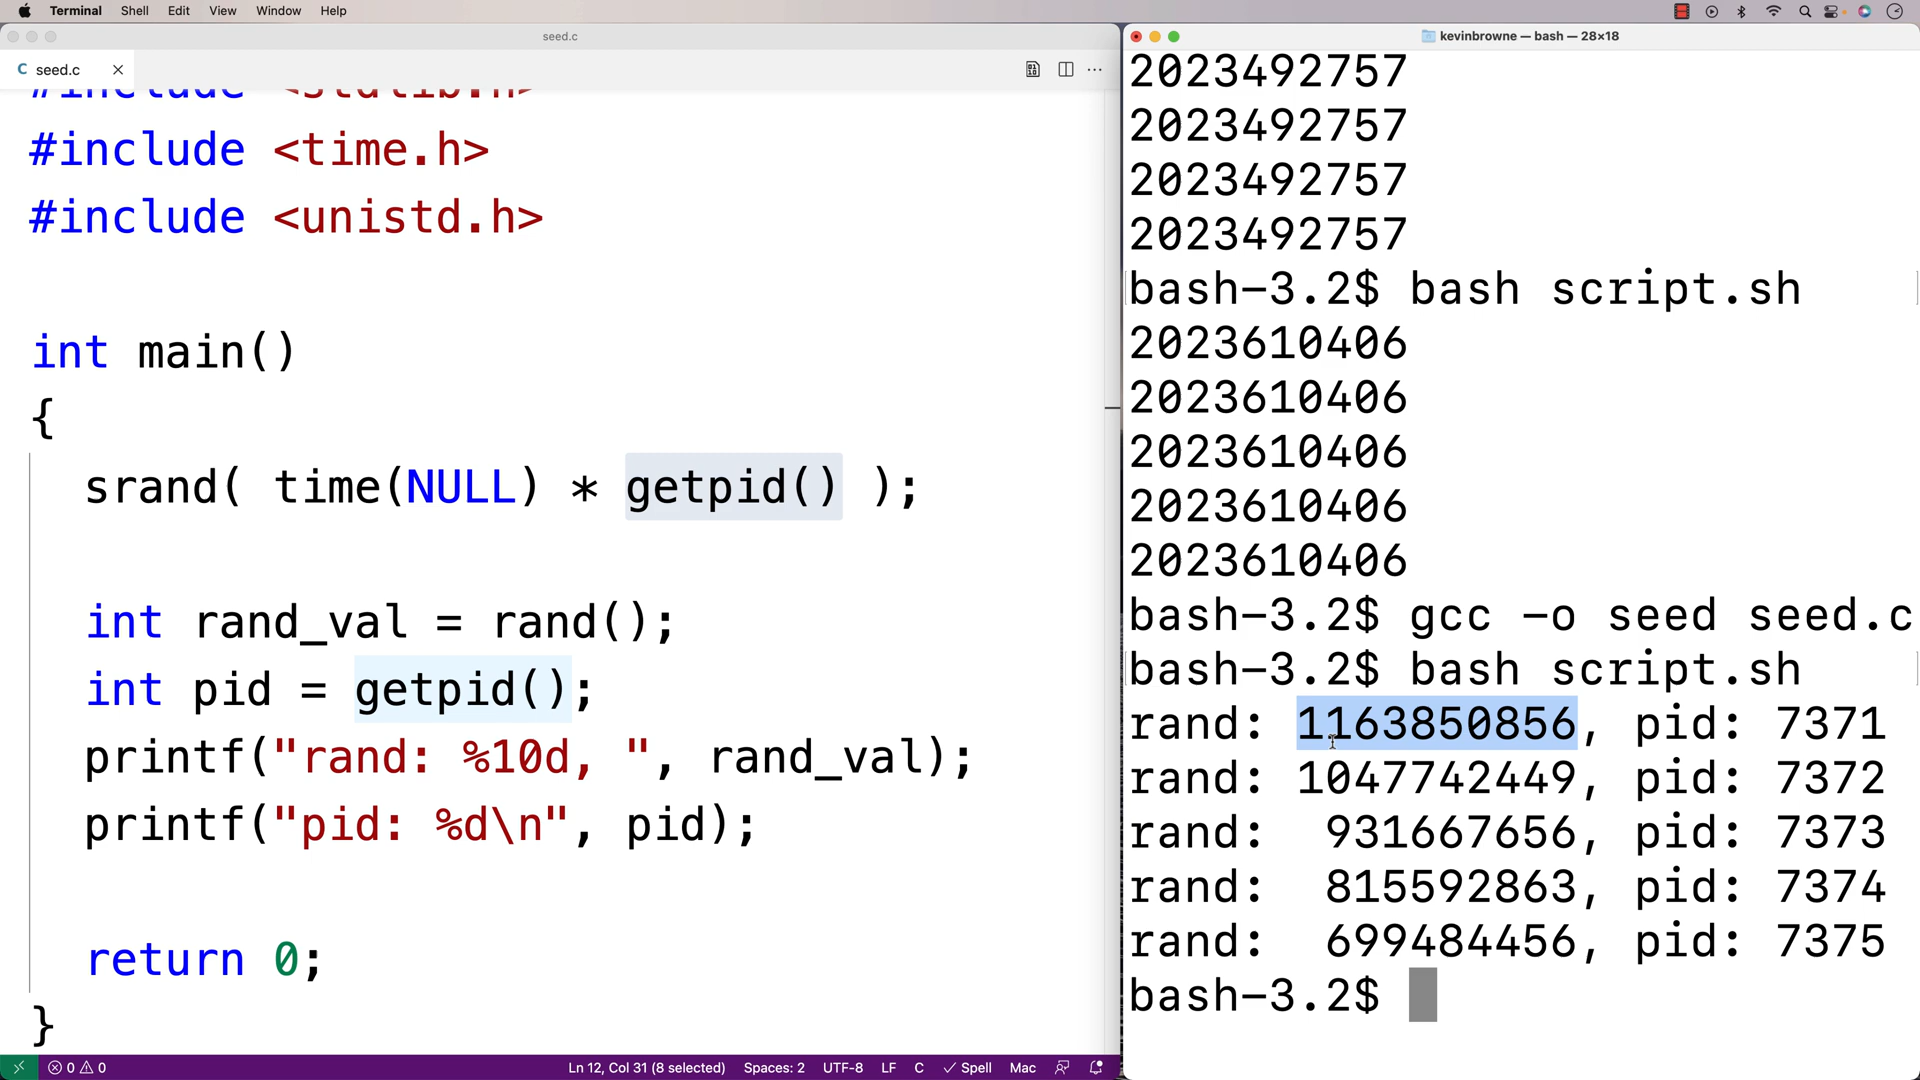 Terminal Shell Edit View Window Help
seed.c
kevinbrowne — bash — 28×18
C seed.c
#include <stdlib.h>
#include <time.h>
#include <unistd.h>
int main()
{
srand( time(NULL) * getpid() );
int rand_val = rand();
int pid = getpid();
printf("rand: %10d, ", rand_val);
printf("pid: %d\n", pid);
return 0;
}
2023492757
2023492757
2023492757
2023492757
bash-3.2$ bash script.sh
2023610406
2023610406
2023610406
2023610406
2023610406
bash-3.2$ gcc -o seed seed.c
bash-3.2$ bash script.sh
rand: 1163850856, pid: 7371
rand: 1047742449, pid: 7372
rand:  931667656, pid: 7373
rand:  815592863, pid: 7374
rand:  699484456, pid: 7375
bash-3.2$
0 0 Ln 12, Col 31 (8 selected) Spaces: 2 UTF-8 LF C Spell Mac